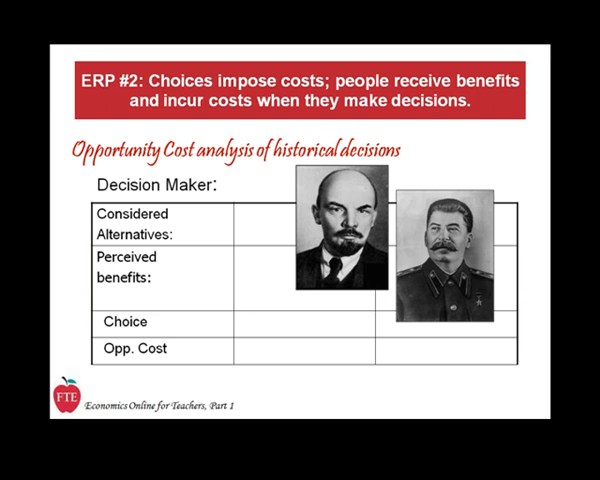 ERP #2: Choices impose costs; people receive benefits
and incur costs when they make decisions.
Opportunity Cost analysis of historical decisions
Decision Maker:
Considered
Alternatives:
Perceived
benefits:
Choice
Opp. Cost
FTE
Economics Online for Teachers, Part 1